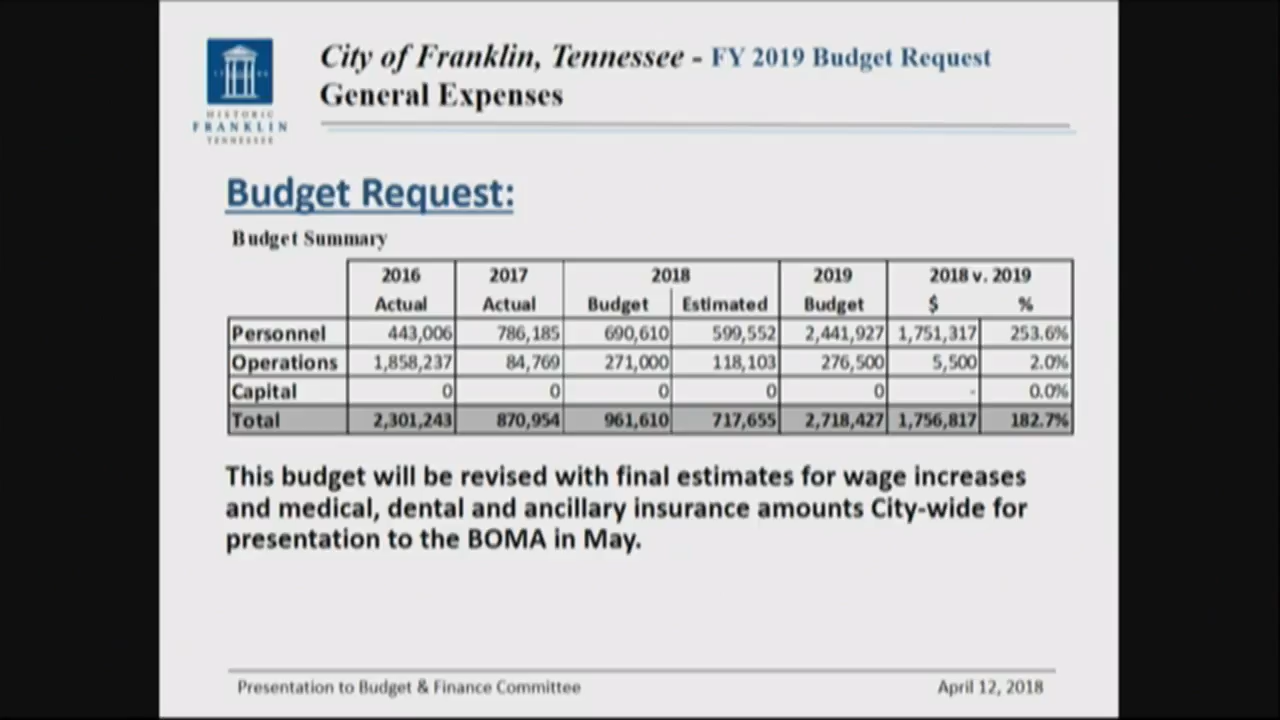 City of Franklin, Tennessee - FY 2019 Budget Request
General Expenses
HISTORIC
FRANKLIN
TENNESSEE
Budget Request:
Budget Summary
2016 2017 2018 2019 2018 v. 2019
Actual Actual Budget Estimated Budget $ %
Personnel 443,006 786,185 690,610 599,552 2,441,927 1,751,317 253.6%
Operations 1,858,237 84,769 271,000 118,103 276,500 5,500 2.0%
Capital 0 0 0 0 0 - 0.0%
Total 2,301,243 870,954 961,610 717,655 2,718,427 1,756,817 182.7%
This budget will be revised with final estimates for wage increases
and medical, dental and ancillary insurance amounts City-wide for
presentation to the BOMA in May.
Presentation to Budget & Finance Committee April 12, 2018